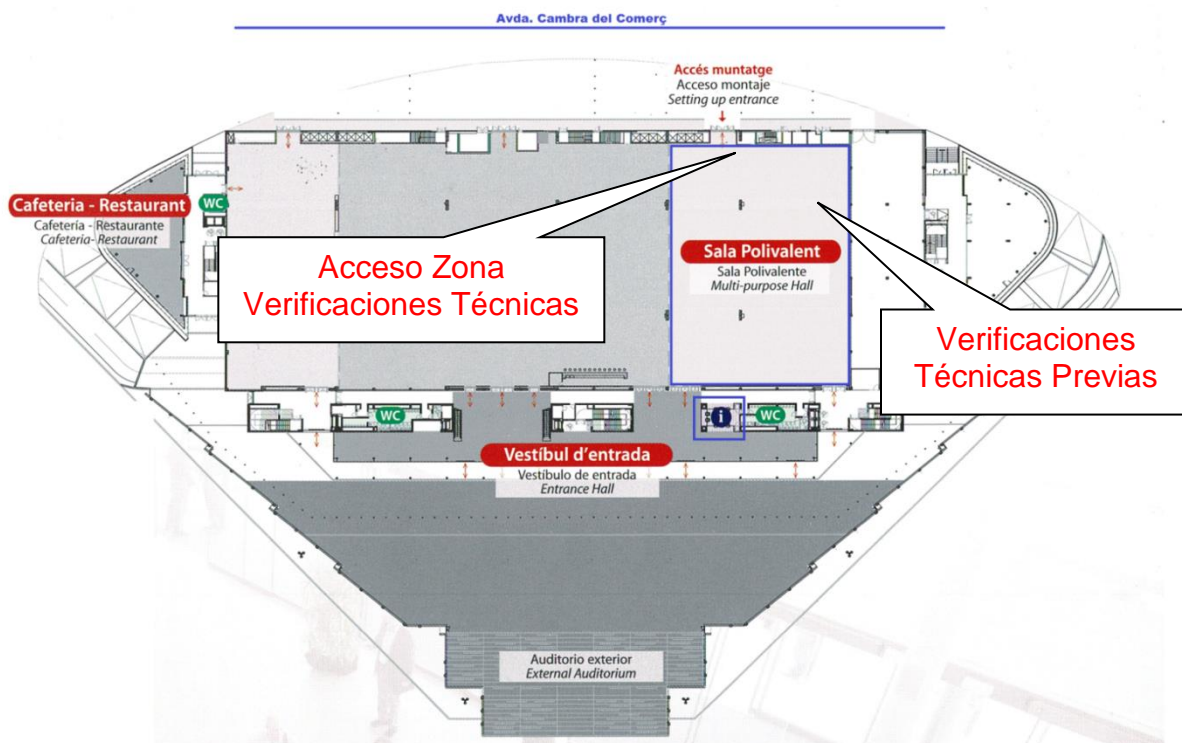 Avda. Cambra del Comerç
Accés muntatge
Acceso montaje
Setting up entrance
Cafeteria - Restaurant
Cafetería - Restaurante
Cafeteria- Restaurant
WC
Acceso Zona
Verificaciones Técnicas
Sala Polivalent
Sala Polivalente
Multi-purpose Hall
Verificaciones
Técnicas Previas
WC
i
WC
Vestíbul d'entrada
Vestíbulo de entrada
Entrance Hall
Auditorio exterior
External Auditorium